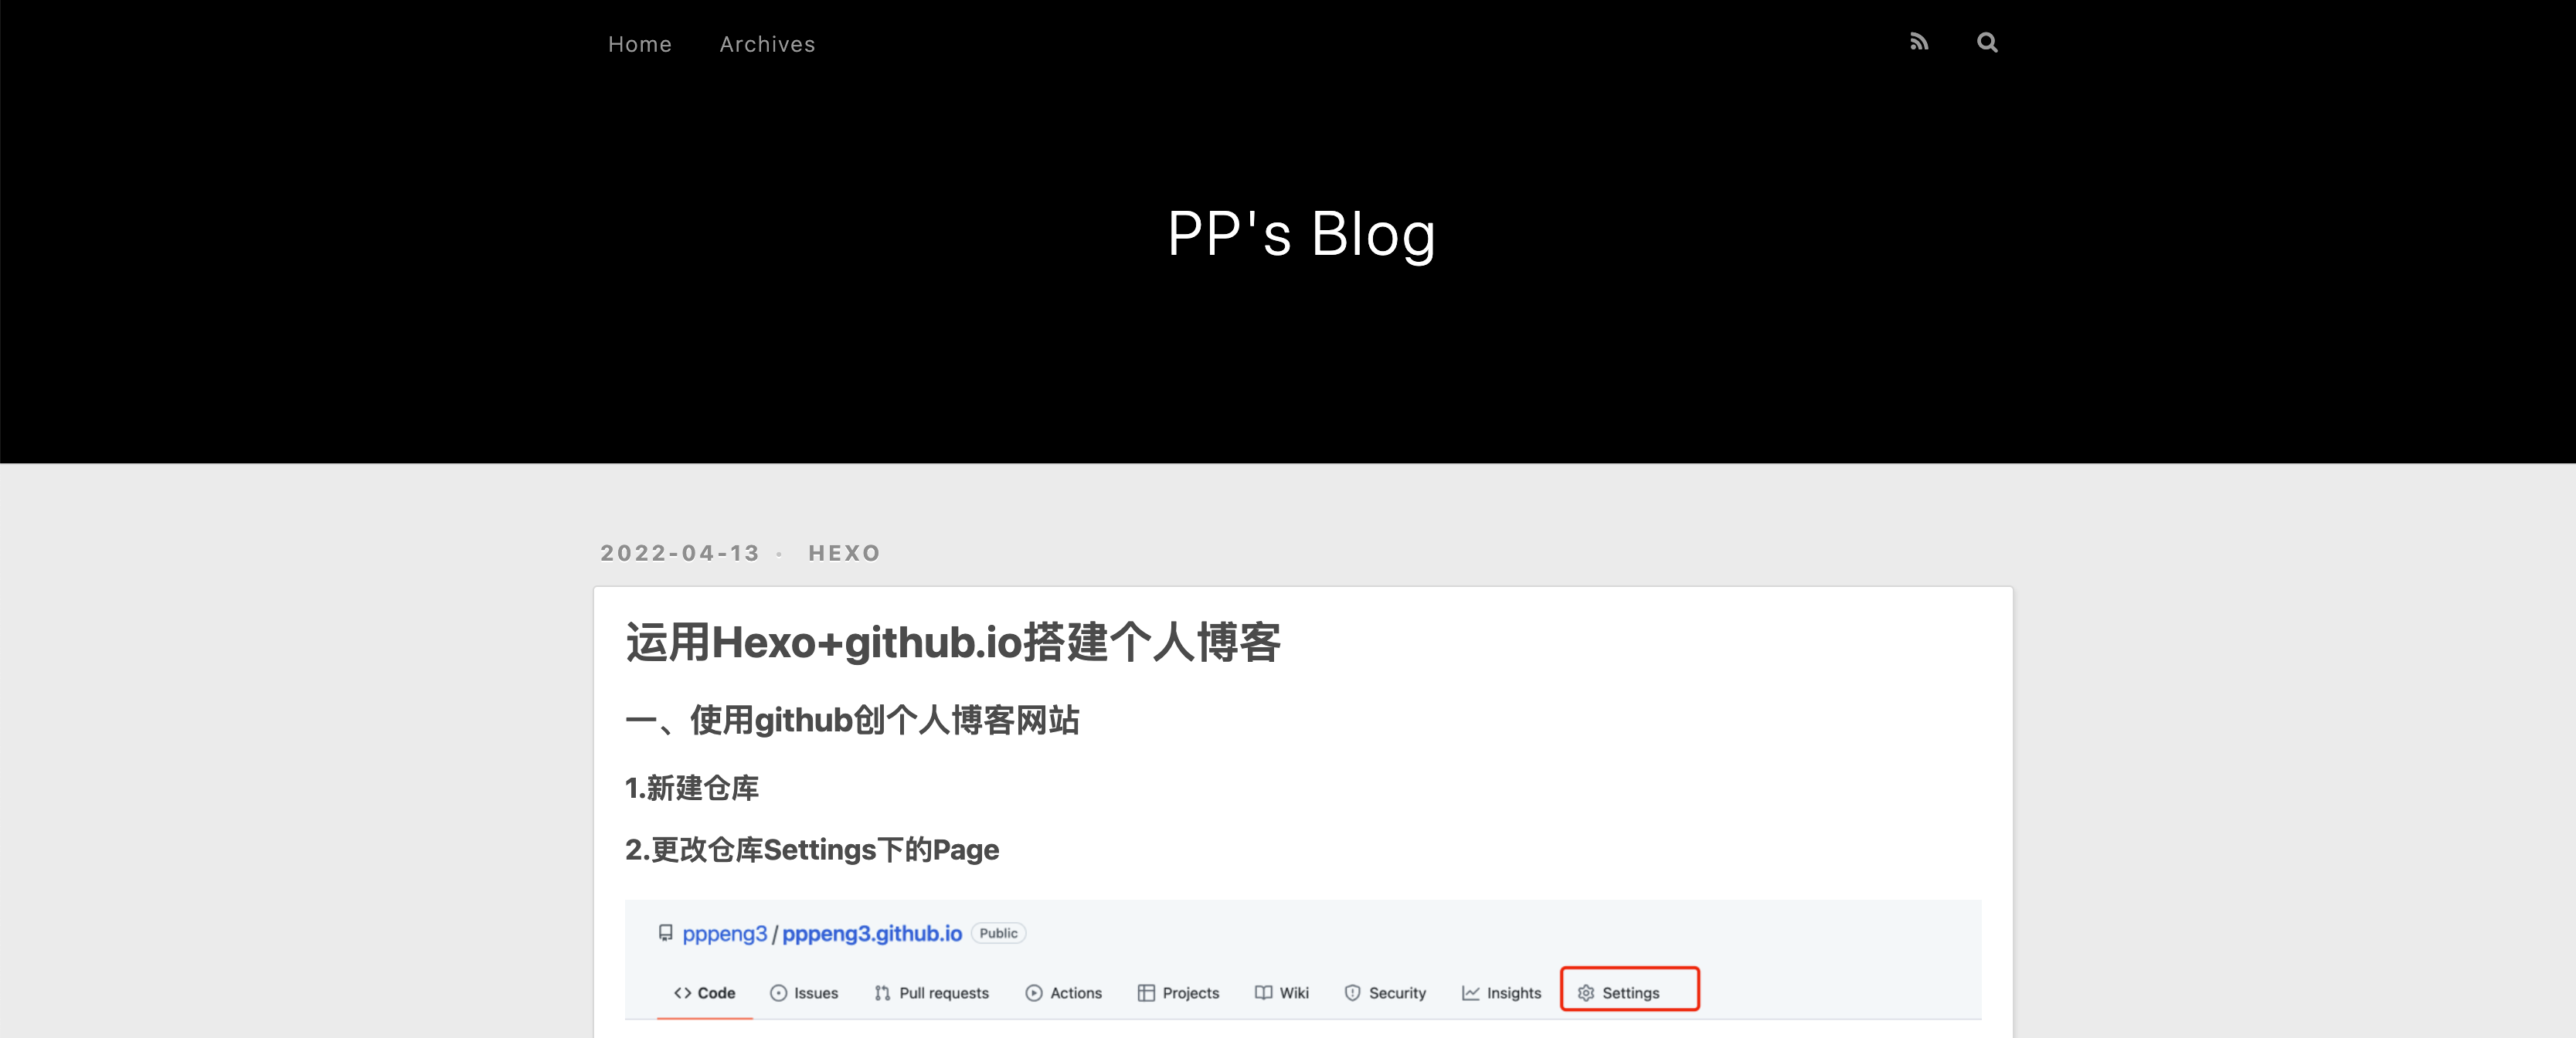 Home Archives
PP's Blog
2022-04-13 • HEXO
运用Hexo+github.io搭建个人博客
一、使用github创个人博客网站
1.新建仓库
2.更改仓库Settings下的Page
pppeng3 / pppeng3.github.io Public
Code Issues Pull requests Actions Projects Wiki Security Insights Settings